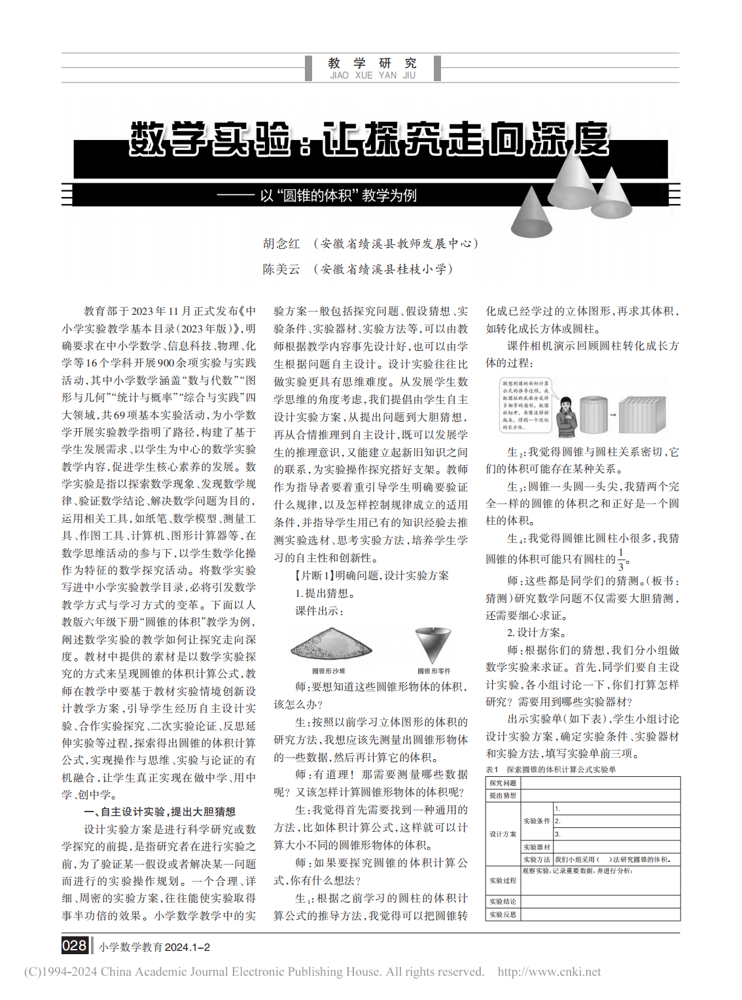 教 学 研 究
JIAO XUE YAN JIU
数学实验：让探究走向深度
—— 以“圆锥的体积”教学为例
胡念红 （安徽省绩溪县教师发展中心）
陈美云 （安徽省绩溪县桂枝小学）
教育部于2023年11月正式发布《中
小学实验教学基本目录（2023年版）》，明
确要求在中小学数学、信息科技、物理、化
学等16个学科开展900余项实验与实践
活动，其中小学数学涵盖“数与代数”“图
形与几何”“统计与概率”“综合与实践”四
大领域，共69项基本实验活动，为小学数
学开展实验教学指明了路径，构建了基于
学生发展需求、以学生为中心的数学实验
教学内容，促进学生核心素养的发展。数
学实验是指以探索数学现象、发现数学规
律、验证数学结论、解决数学问题为目的，
运用相关工具，如纸笔、数学模型、测量工
具、作图工具、计算机、图形计算器等，在
数学思维活动的参与下，以学生数学化操
作为特征的数学探究活动。将数学实验
写进中小学实验教学目录，必将引发数学
教学方式与学习方式的变革。下面以人
教版六年级下册“圆锥的体积”教学为例，
阐述数学实验的教学如何让探究走向深
度。教材中提供的素材是以数学实验探
究的方式来呈现圆锥的体积计算公式，教
师在教学中要基于教材实验情境创新设
计教学方案，引导学生经历自主设计实
验、合作实验探究、二次实验论证、反思延
伸实验等过程，探索得出圆锥的体积计算
公式，实现操作与思维、实验与论证的有
机融合，让学生真正实现在做中学、用中
学、创中学。
一、自主设计实验，提出大胆猜想
设计实验方案是进行科学研究或数
学探究的前提，是指研究者在进行实验之
前，为了验证某一假设或者解决某一问题
而进行的实验操作规划。一个合理、详
细、周密的实验方案，往往能使实验取得
事半功倍的效果。小学数学教学中的实
验方案一般包括探究问题、假设猜想、实
验条件、实验器材、实验方法等，可以由教
师根据教学内容事先设计好，也可以由学
生根据问题自主设计。设计实验往往比
做实验更具有思维难度。从发展学生数
学思维的角度考虑，我们提倡由学生自主
设计实验方案，从提出问题到大胆猜想，
再从合情推理到自主设计，既可以发展学
生的推理意识，又能建立起新旧知识之间
的联系，为实验操作探究搭好支架。教师
作为指导者要着重引导学生明确要验证
什么规律，以及怎样控制规律成立的适用
条件，并指导学生用已有的知识经验去推
测实验选材、思考实验方法，培养学生学
习的自主性和创新性。
【片断1】明确问题，设计实验方案
1.提出猜想。
课件出示：
圆锥形沙堆 圆锥形零件
师：要想知道这些圆锥形物体的体积，
该怎么办？
生：按照以前学习立体图形的体积的
研究方法，我想应该先测量出圆锥形物体
的一些数据，然后再计算它的体积。
师：有道理！那需要测量哪些数据
呢？又该怎样计算圆锥形物体的体积呢？
生：我觉得首先需要找到一种通用的
方法，比如体积计算公式，这样就可以计
算大小不同的圆锥形物体的体积。
师：如果要探究圆锥的体积计算公
式，你有什么想法？
生₁：根据之前学习的圆柱的体积计
算公式的推导方法，我觉得可以把圆锥转
化成已经学过的立体图形，再求其体积，
如转化成长方体或圆柱。
课件相机演示回顾圆柱转化成长方
体的过程：
联想到圆的面积计算
公式的推导过程，我
把圆柱的底面分成许
多相等的扇形，把圆
柱切开，再像这样拼
起来，得到一个近似
的长方体。
生₂：我觉得圆锥与圆柱关系密切，它
们的体积可能存在某种关系。
生₃：圆锥一头圆一头尖，我猜两个完
全一样的圆锥的体积之和正好是一个圆
柱的体积。
生₄：我觉得圆锥比圆柱小很多，我猜
圆锥的体积可能只有圆柱的1/3。
师：这些都是同学们的猜测。（板书：
猜测）研究数学问题不仅需要大胆猜测，
还需要细心求证。
2.设计方案。
师：根据你们的猜想，我们分小组做
数学实验来求证。首先，同学们要自主设
计实验，各小组讨论一下，你们打算怎样
研究？需要用到哪些实验器材？
出示实验单（如下表），学生小组讨论
设计实验方案，确定实验条件、实验器材
和实验方法，填写实验单前三项。
表1 探索圆锥的体积计算公式实验单
探究问题
提出猜想
设计方案
实验条件
1.
2.
3.
实验器材
实验方法 我们小组采用（ ）法研究圆锥的体积。
实验过程
观察实验，记录重要数据，并进行分析：
实验结论
实验反思
028 小学数学教育 2024.1-2
(C)1994-2024 China Academic Journal Electronic Publishing House. All rights reserved. http://www.cnki.net